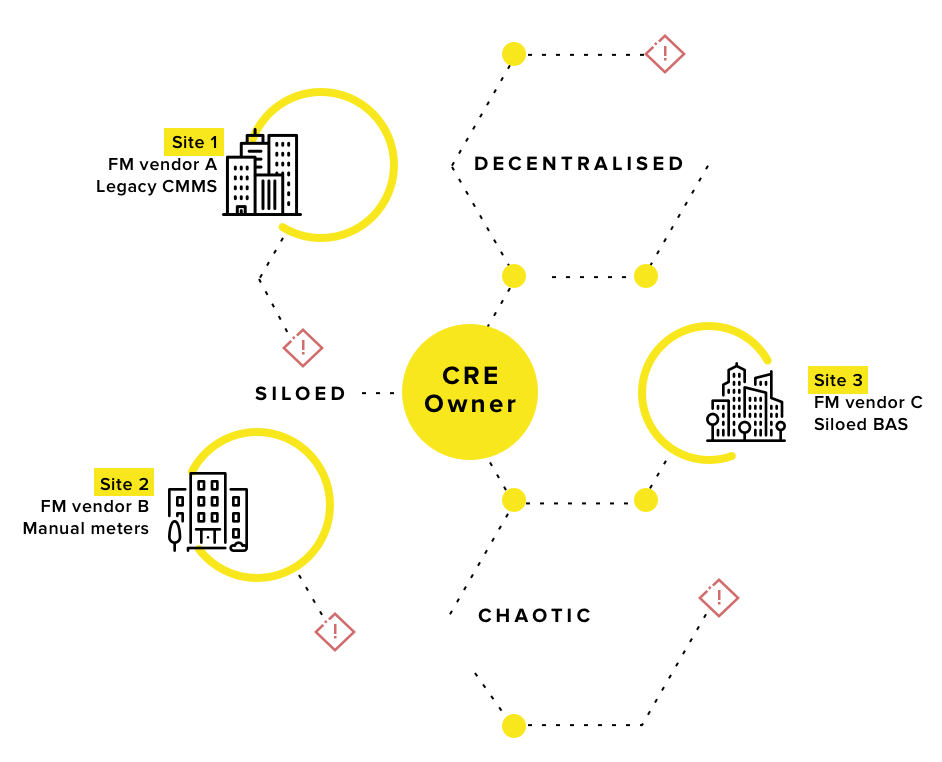 DECENTRALISED
Site 1
FM vendor A
Legacy CMMS
!
!
SILOED
CRE
Owner
Site 3
FM vendor C
Siloed BAS
Site 2
FM vendor B
Manual meters
!
CHAOTIC
!